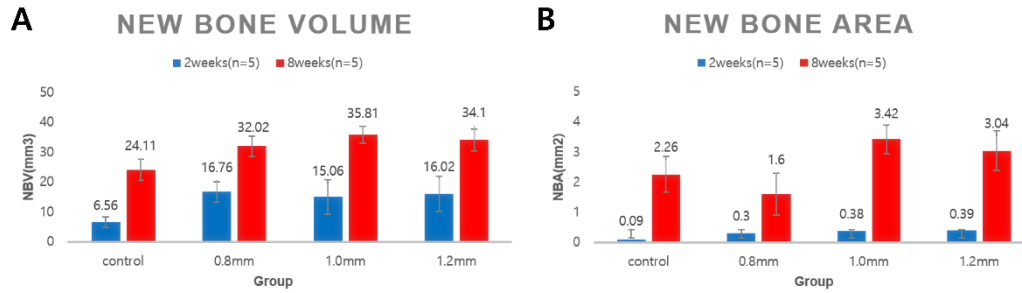 A
NEW BONE VOLUME
2weeks(n=5) 8weeks(n=5)
50
40
30
20
10
0
NBV(mm3)
6.56
24.11
16.76
32.02
15.06
35.81
16.02
34.1
control 0.8mm 1.0mm 1.2mm
Group
B
NEW BONE AREA
2weeks(n=5) 8weeks(n=5)
5
4
3
2
1
0
NBA(mm2)
0.09
2.26
0.3
1.6
0.38
3.42
0.39
3.04
control 0.8mm 1.0mm 1.2mm
Group